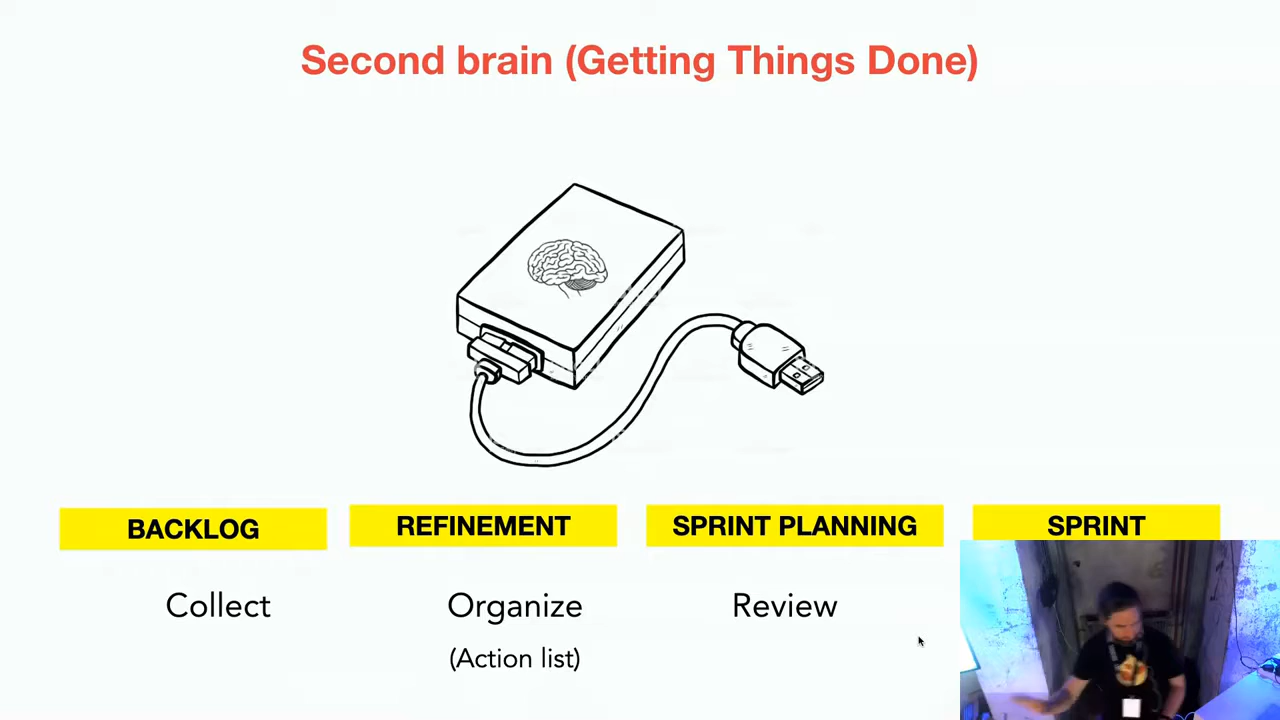 Second brain (Getting Things Done)
BACKLOG
REFINEMENT
SPRINT PLANNING
SPRINT
Collect
Organize
Review
(Action list)